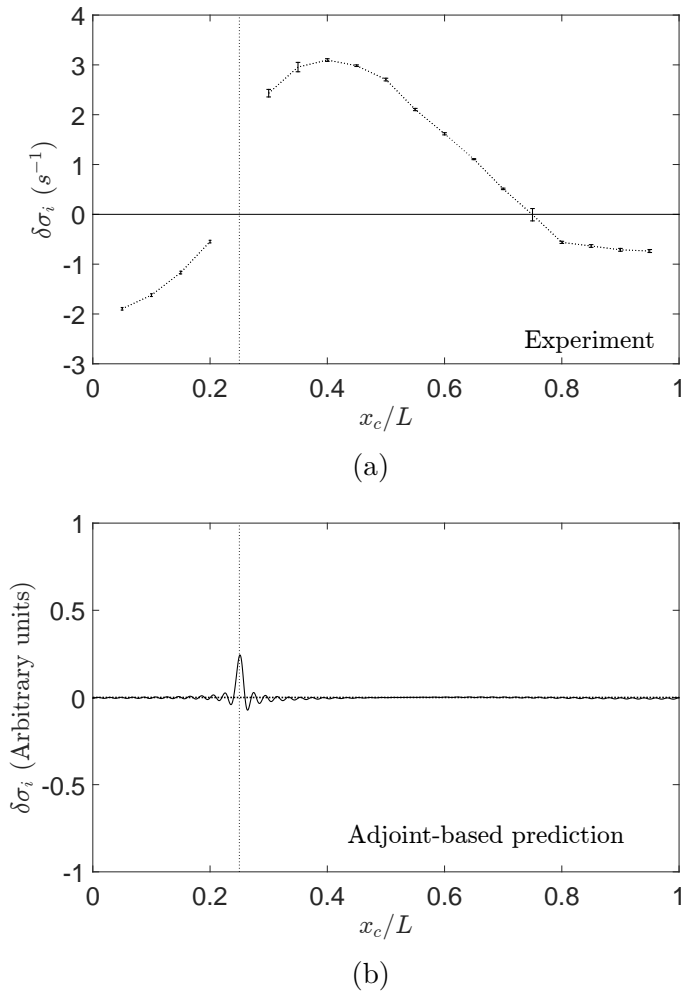 4
3
2
1
0
-1
-2
-3
δσᵢ (s⁻¹)
Experiment
0 0.2 0.4 0.6 0.8 1
x_c/L
(a)
1
0.5
0
-0.5
-1
δσᵢ (Arbitrary units)
Adjoint-based prediction
0 0.2 0.4 0.6 0.8 1
x_c/L
(b)